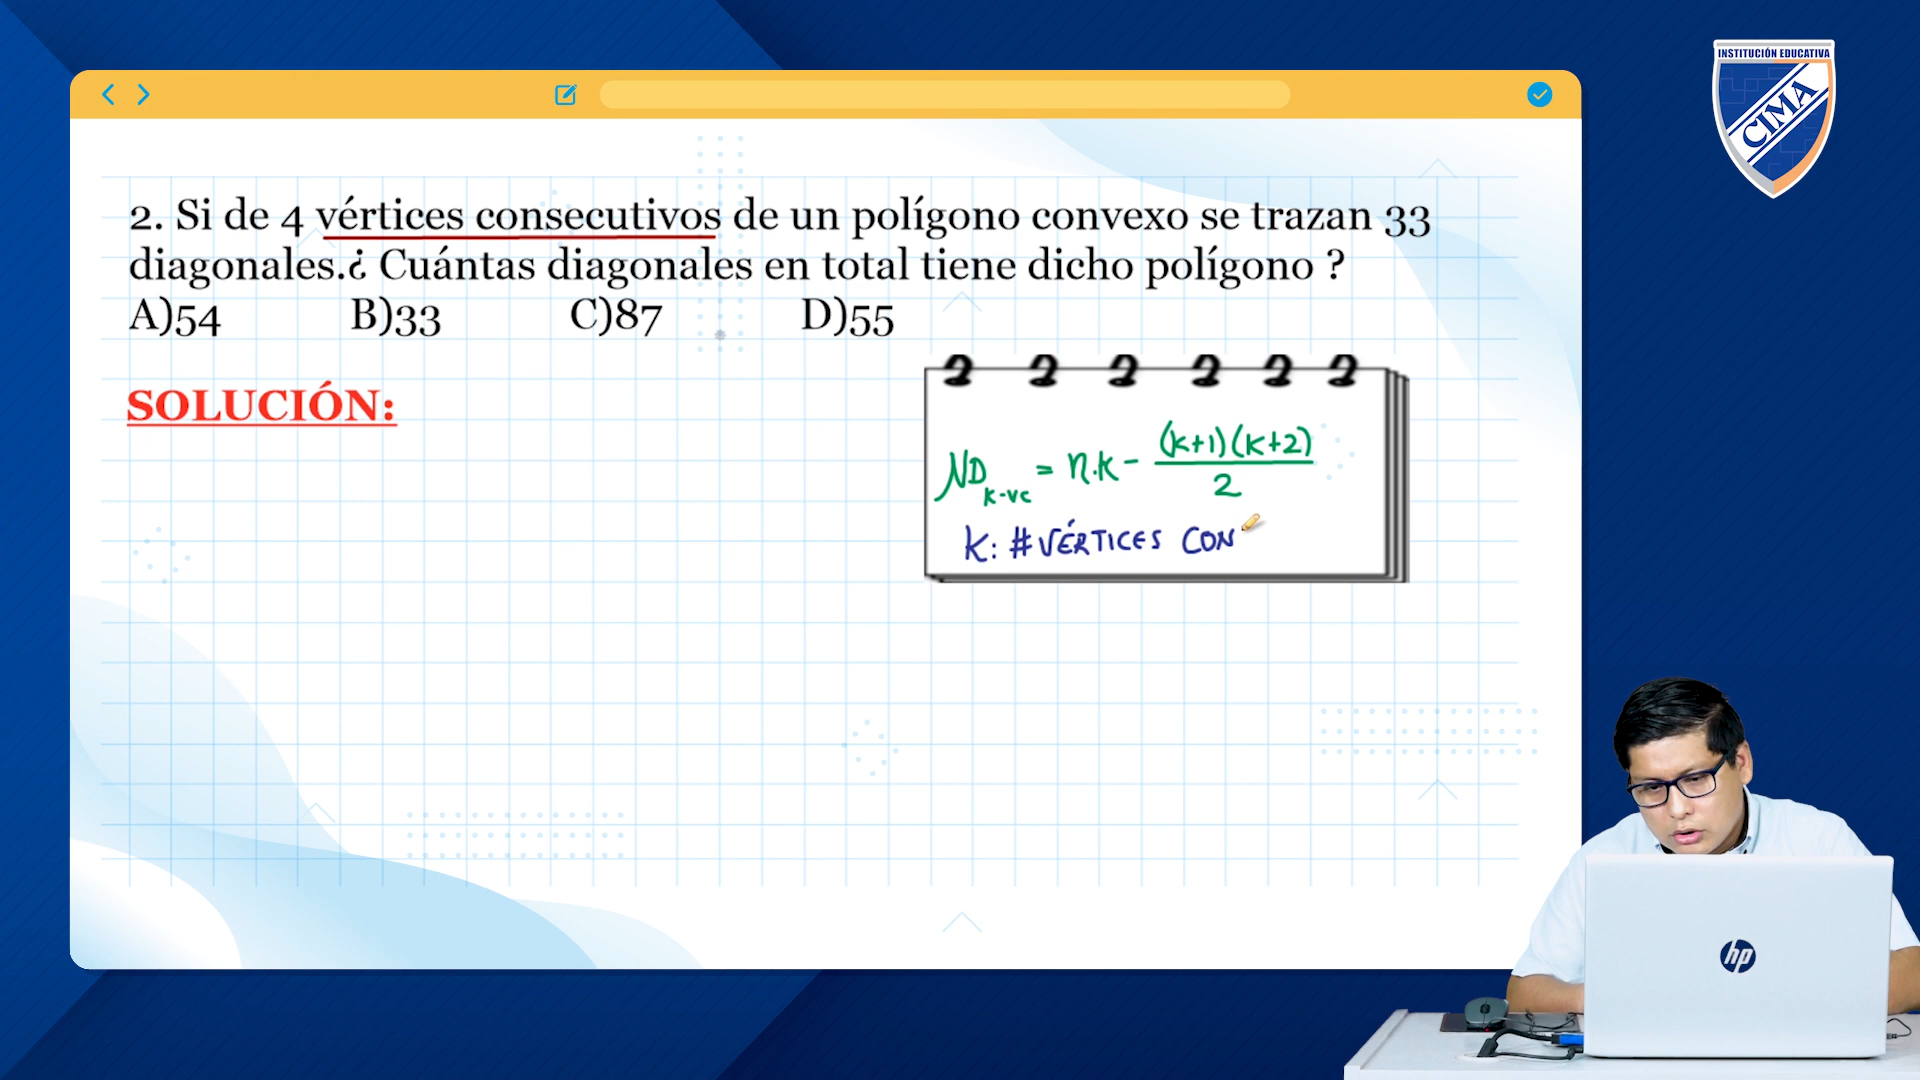 INSTITUCIÓN EDUCATIVA
CIMA
2. Si de 4 vértices consecutivos de un polígono convexo se trazan 33
diagonales.¿ Cuántas diagonales en total tiene dicho polígono ?
A)54 B)33 C)87 D)55
SOLUCIÓN:
ND_{K-VC} = n.K - (K+1)(K+2)/2
K: #VÉRTICES CON
hp